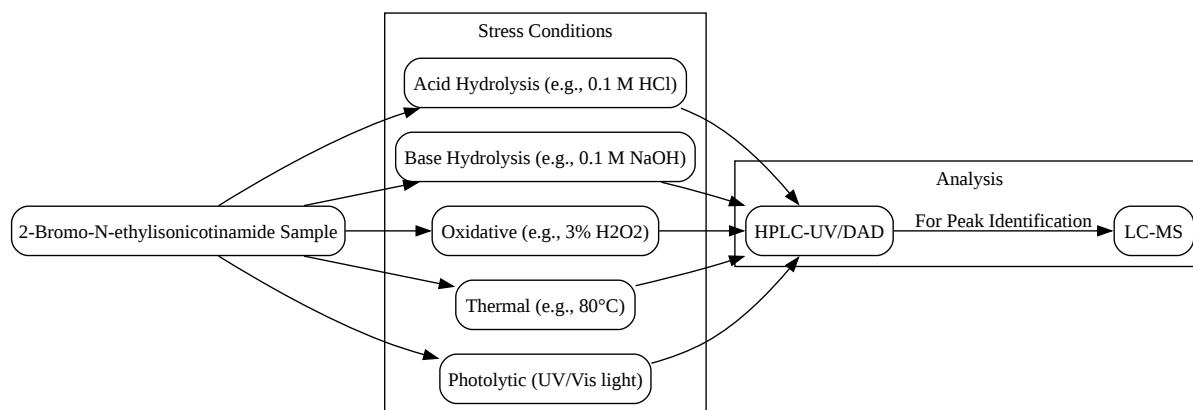 Stress Conditions
Acid Hydrolysis (e.g., 0.1 M HCl)
Base Hydrolysis (e.g., 0.1 M NaOH)
Analysis
2-Bromo-N-ethylisonicotinamide Sample
Oxidative (e.g., 3% H2O2)
HPLC-UV/DAD
For Peak Identification
LC-MS
Thermal (e.g., 80°C)
Photolytic (UV/Vis light)